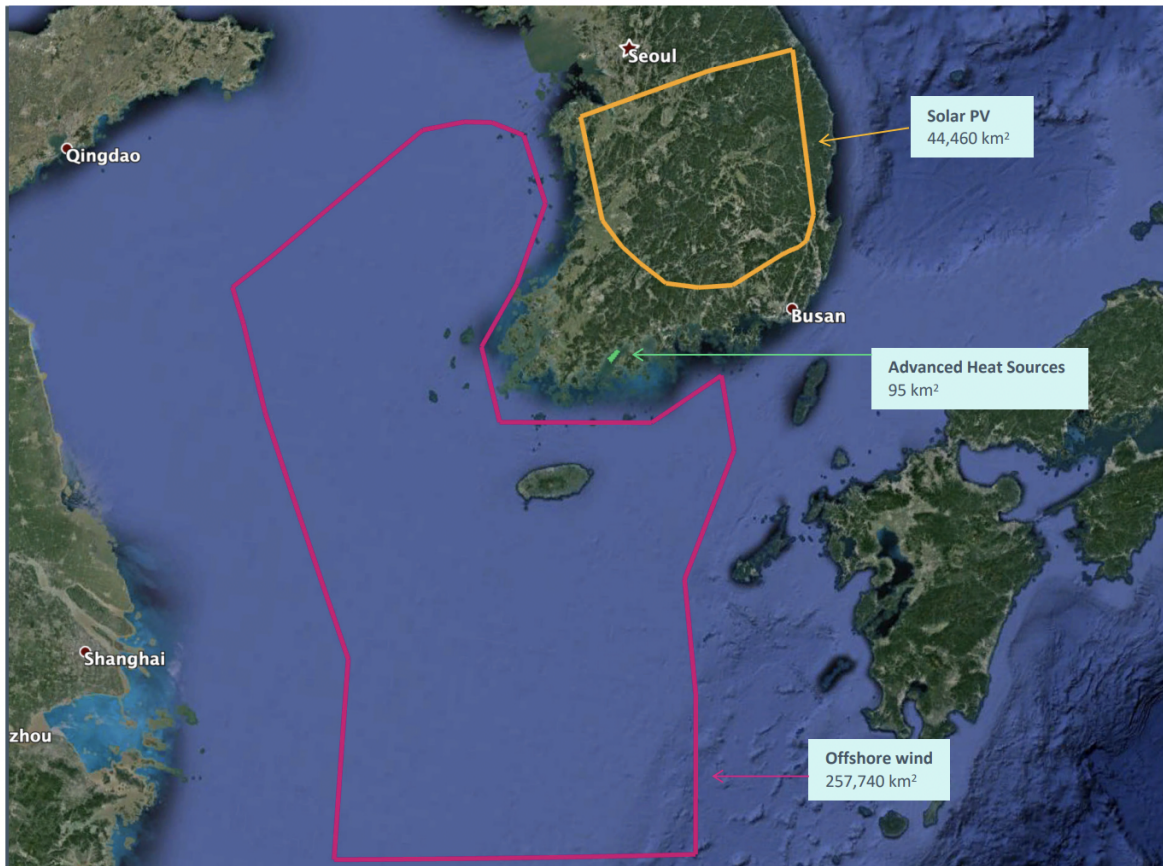 Seoul
Solar PV
44,460 km²
Qingdao
Busan
Advanced Heat Sources
95 km²
Shanghai
zhou
Offshore wind
257,740 km²